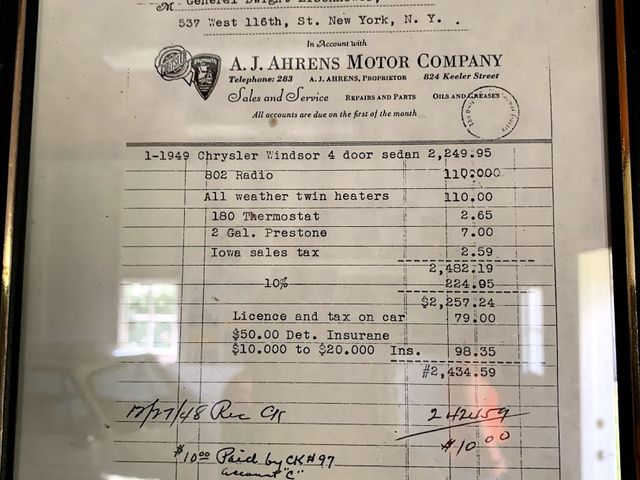 M General Dwight Eisenhower,
537 West 116th, St. New York, N. Y. .
In Account with
A. J. AHRENS MOTOR COMPANY
Telephone: 283 A. J. AHRENS, PROPRIETOR 824 Keeler Street
Sales and Service REPAIRS AND PARTS OILS AND GREASES
All accounts are due on the first of the month
1-1949 Chrysler Windsor 4 door sedan 2,249.95
802 Radio 110.000
All weather twin heaters 110.00
180 Thermostat 2.65
2 Gal. Prestone 7.00
Iowa sales tax 2.59
2,482.19
10% 224.95
$2,257.24
Licence and tax on car 79.00
$50.00 Det. Insurane
$10.000 to $20.000 Ins. 98.35
#2,434.59
12/27/48 Rec CK 242459
$10 00
$10 00 Paid by CK #97
account "C"